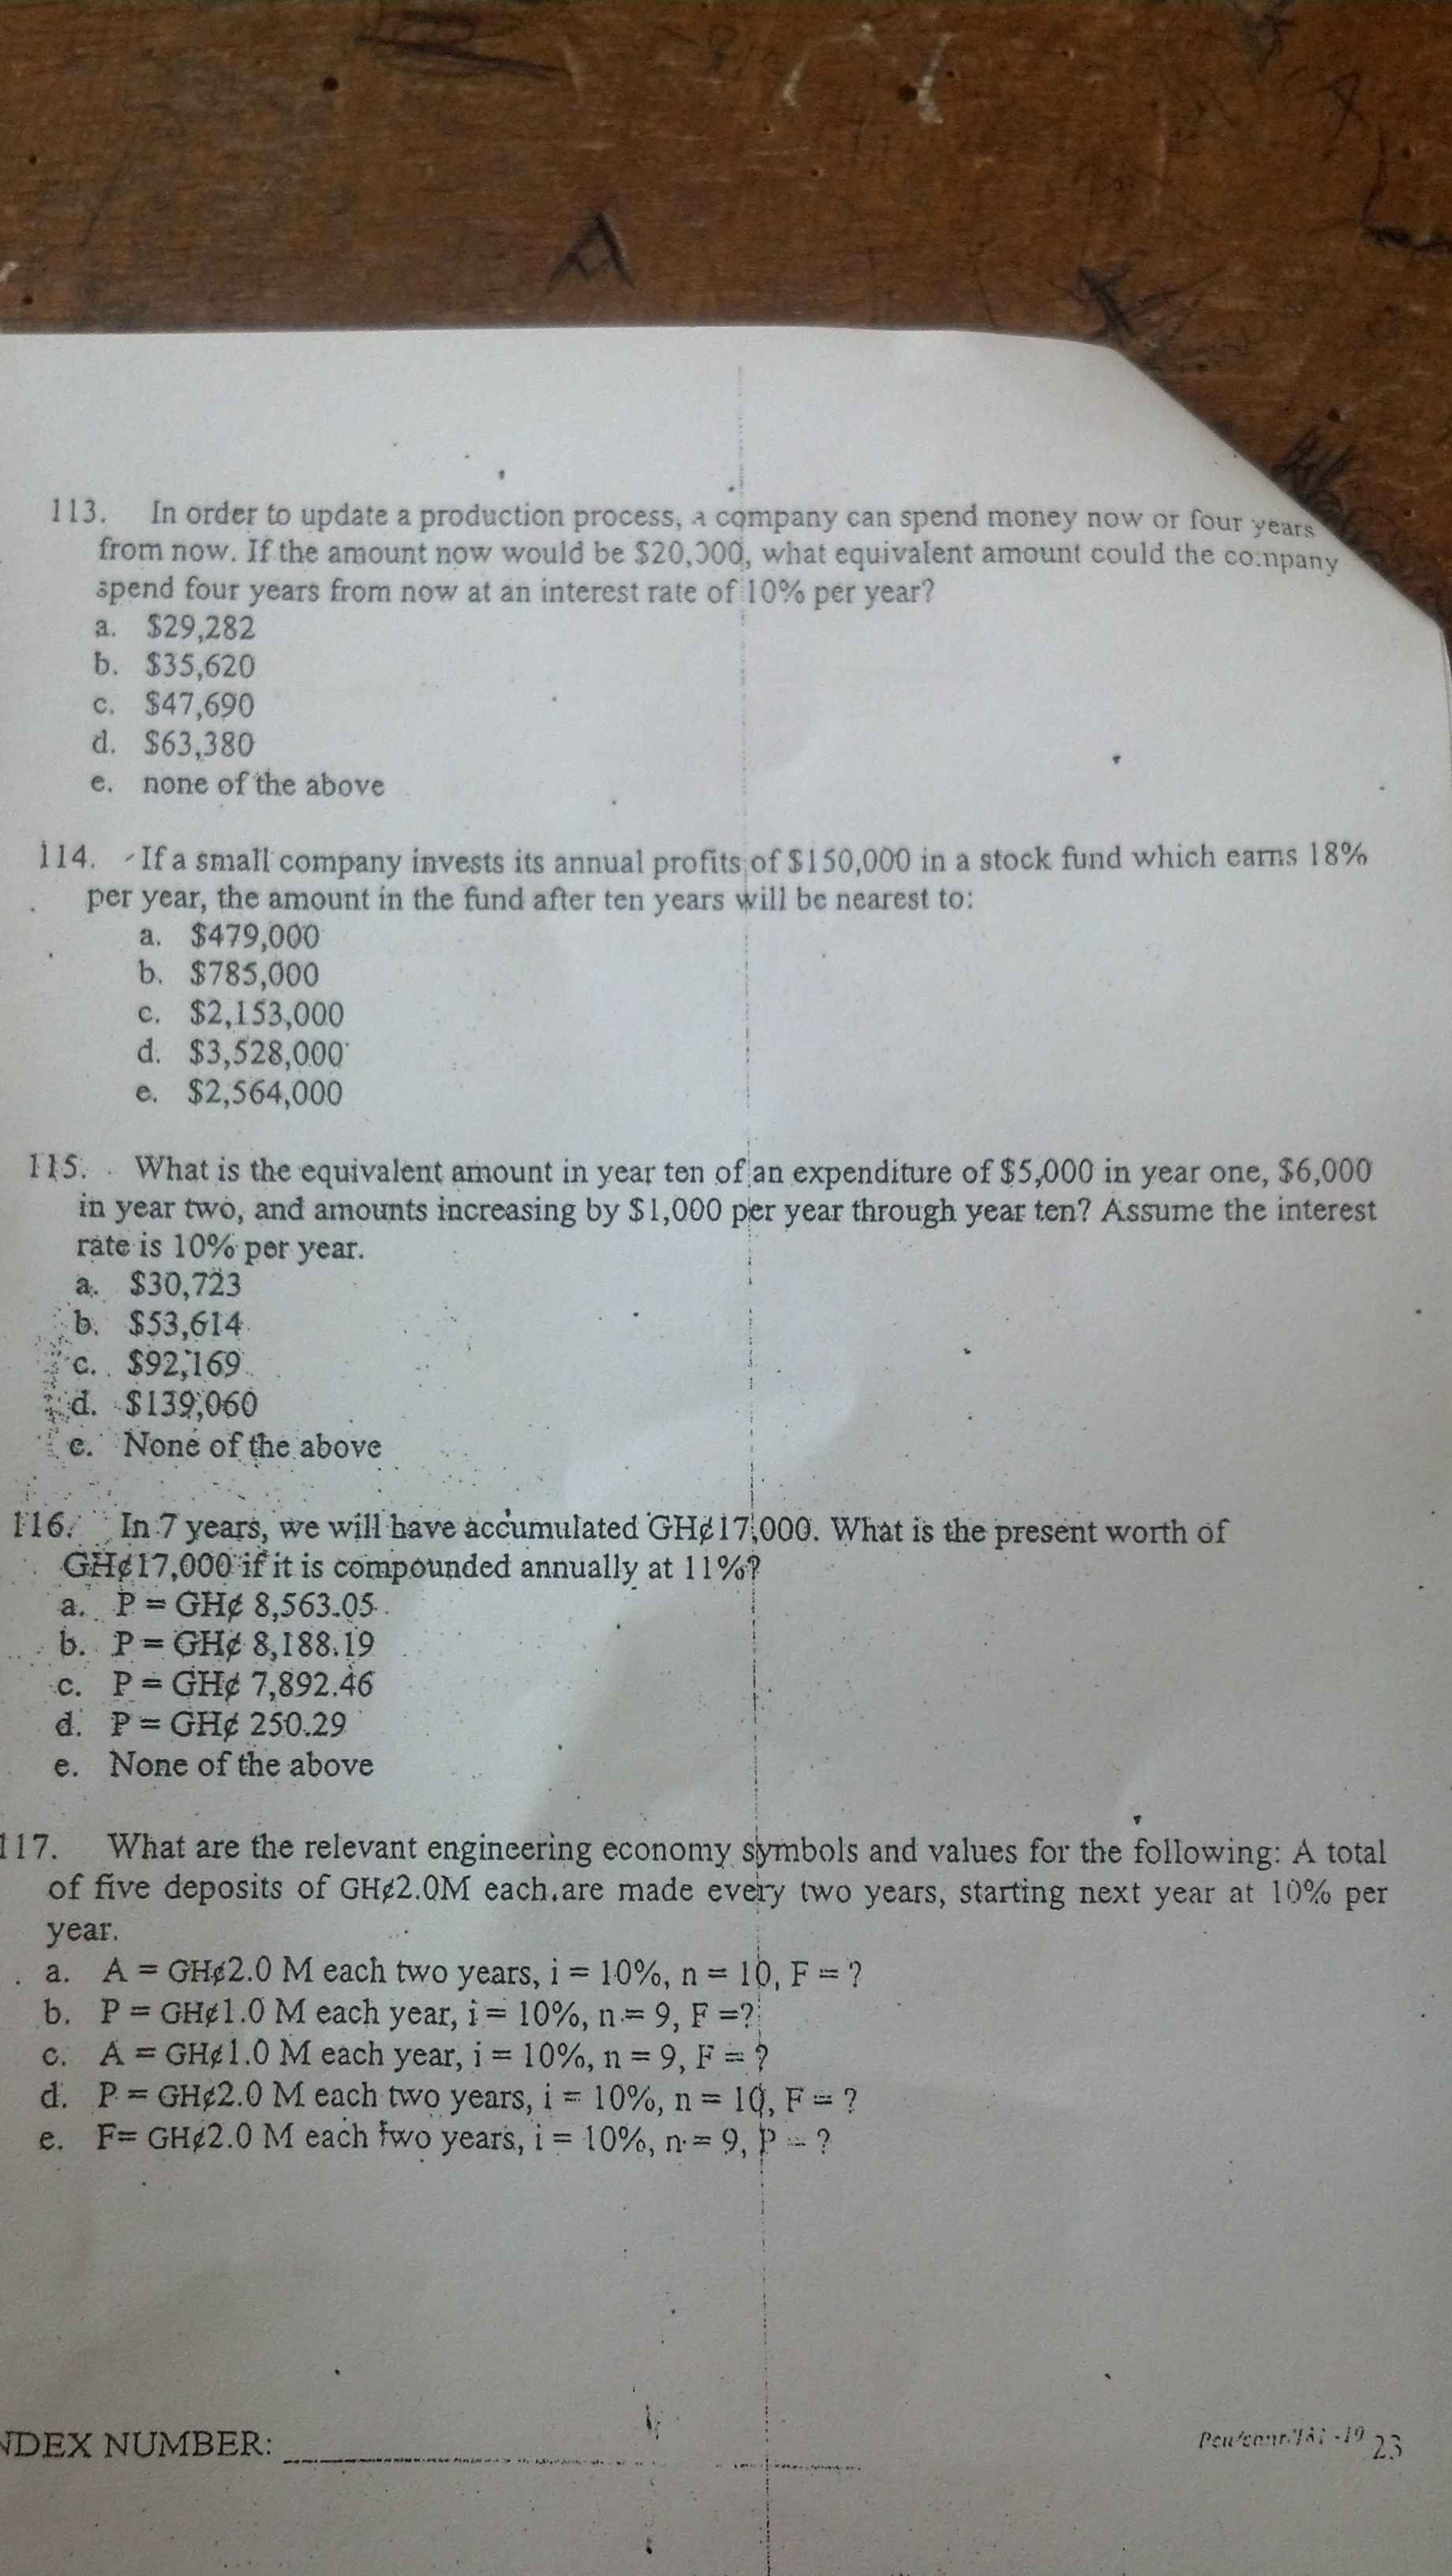 113. In order to update a production process, a company can spend money now or four years
from now. If the amount now would be $20,000, what equivalent amount could the company
spend four years from now at an interest rate of 10% per year?
a. $29,282
b. $35,620
c. $47,690
d. $63,380
e. none of the above
114. If a small company invests its annual profits of $150,000 in a stock fund which earns 18%
per year, the amount in the fund after ten years will be nearest to:
a. $479,000
b. $785,000
c. $2,153,000
d. $3,528,000
e. $2,564,000
115. What is the equivalent amount in year ten of an expenditure of $5,000 in year one, $6,000
in year two, and amounts increasing by $1,000 per year through year ten? Assume the interest
rate is 10% per year.
a. $30,723
b. $53,614
c. $92,169
d. $139,060
e. None of the above
116. In 7 years, we will have accumulated GH¢17,000. What is the present worth of
GH¢17,000 if it is compounded annually at 11%?
a. P = GH¢ 8,563.05
b. P = GH¢ 8,188.19
c. P = GH¢ 7,892.46
d. P = GH¢ 250.29
e. None of the above
117. What are the relevant engineering economy symbols and values for the following: A total
of five deposits of GH¢2.0M each are made every two years, starting next year at 10% per
year.
a. A = GH¢2.0 M each two years, i = 10%, n = 10, F = ?
b. P = GH¢1.0 M each year, i = 10%, n = 9, F =?
c. A = GH¢1.0 M each year, i = 10%, n = 9, F = ?
d. P = GH¢2.0 M each two years, i = 10%, n = 10, F = ?
e. F= GH¢2.0 M each two years, i = 10%, n = 9, P = ?
NDEX NUMBER:
23